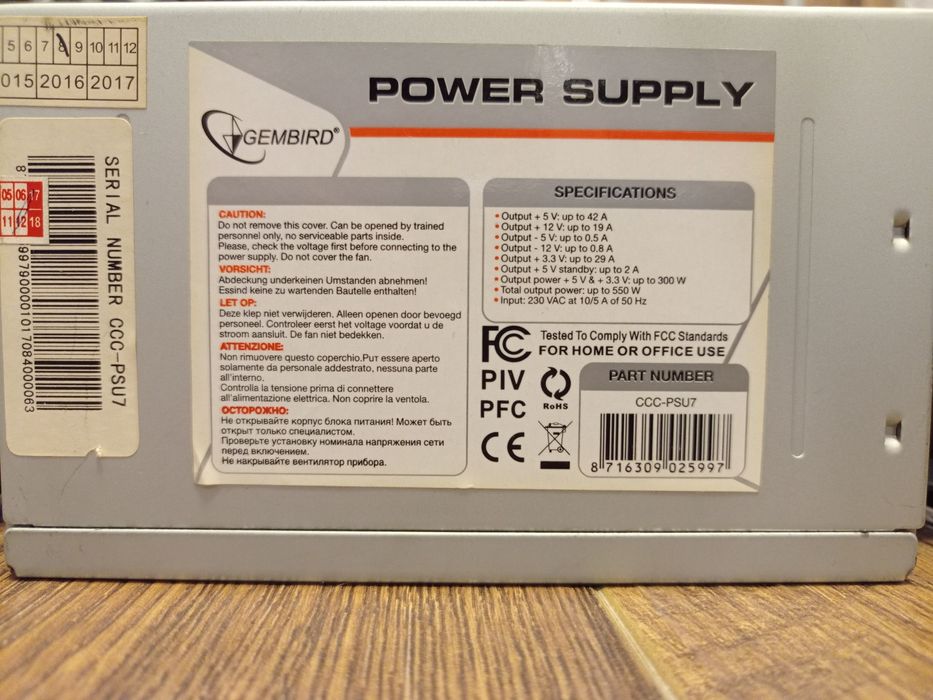 5 6 7 8 9 10 11 12
015 2016 2017
SERIAL NUMBER CCC-PSU7
05 06 17
11 12 18
POWER SUPPLY
GEMBIRD®
CAUTION:
Do not remove this cover. Can be opened by trained
personnel only, no serviceable parts inside.
Please, check the voltage first before connecting to the
power supply. Do not cover the fan.
VORSICHT:
Abdeckung underkeinen Umstanden abnehmen!
Essind keine zu wartenden Bauteile enthalten!
LET OP:
Deze klep niet verwijderen. Alleen openen door bevoegd
personeel. Controleer eerst het voltage voordat u de
stroom aansluit. De fan niet bedekken.
ATTENZIONE:
Non rimuovere questo coperchio.Put essere aperto
solamente da personale addestrato, nessuna parte
all'interno.
Controlla la tensione prima di connettere
all'alimentazione elettrica. Non coprire la ventola.
ОСТОРОЖНО:
Не открывайте корпус блока питания! Может быть
открыт только специалистом.
Проверьте установку номинала напряжения сети
перед включением.
Не накрывайте вентилятор прибора.
SPECIFICATIONS
• Output + 5 V: up to 42 A
• Output + 12 V: up to 19 A
• Output - 5 V: up to 0.5 A
• Output - 12 V: up to 0.8 A
• Output + 3.3 V: up to 29 A
• Output + 5 V standby: up to 2 A
• Output power + 5 V & + 3.3 V: up to 300 W
• Total output power: up to 550 W
• Input: 230 VAC at 10/5 A of 50 Hz
FCC
Tested To Comply With FCC Standards
FOR HOME OR OFFICE USE
PIV
PFC
RoHS
CE
PART NUMBER
CCC-PSU7
8 716309 025997